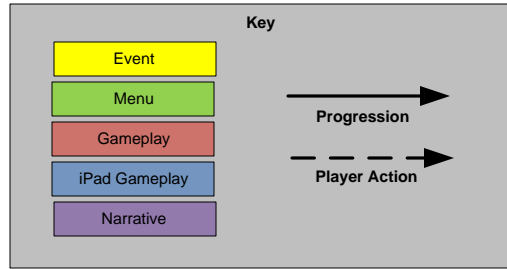 Key
Event
Menu
Gameplay
iPad Gameplay
Narrative
Progression
Player Action